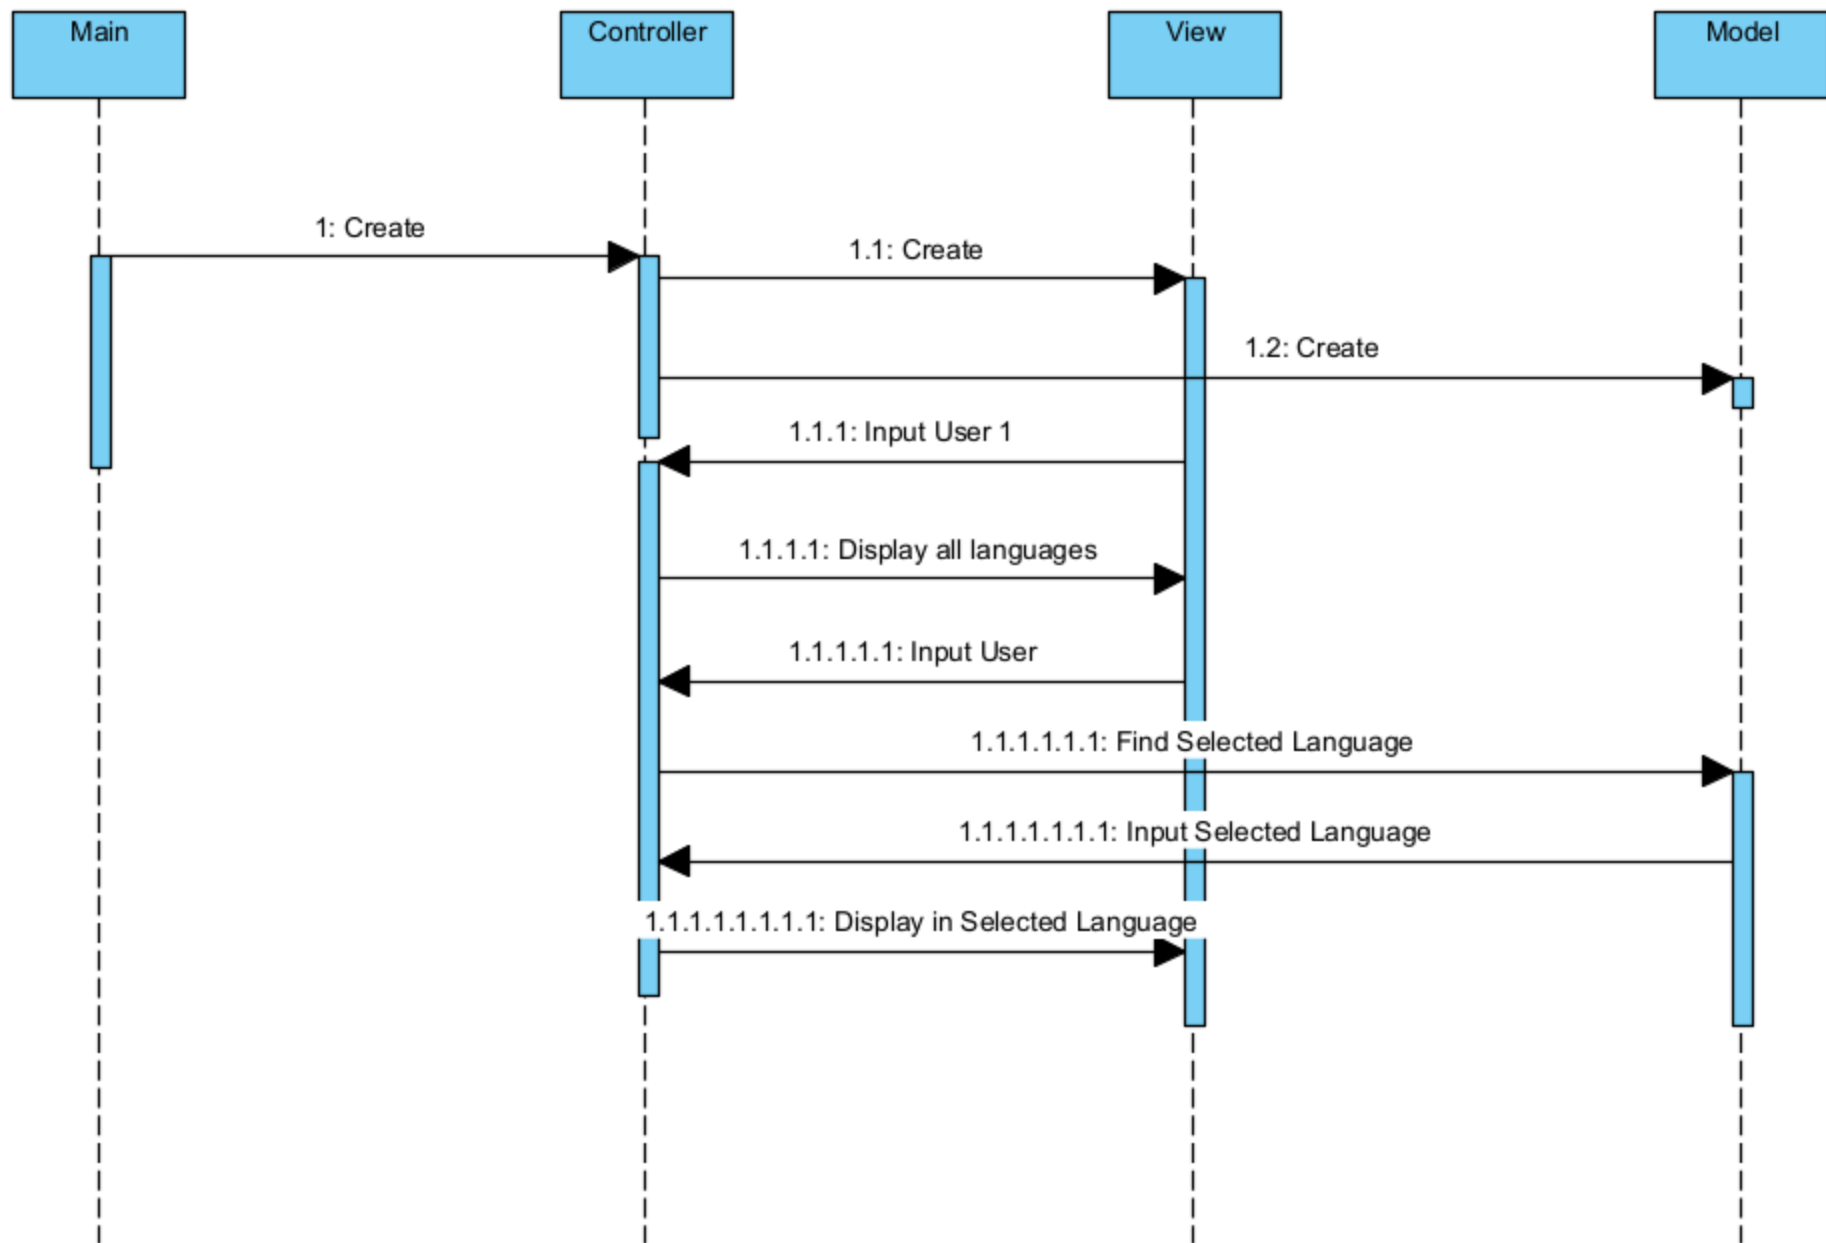 Main
Controller
View
Model
1: Create
1.1: Create
1.2: Create
1.1.1: Input User 1
1.1.1.1: Display all languages
1.1.1.1.1: Input User
1.1.1.1.1.1: Find Selected Language
1.1.1.1.1.1.1: Input Selected Language
1.1.1.1.1.1.1.1: Display in Selected Language